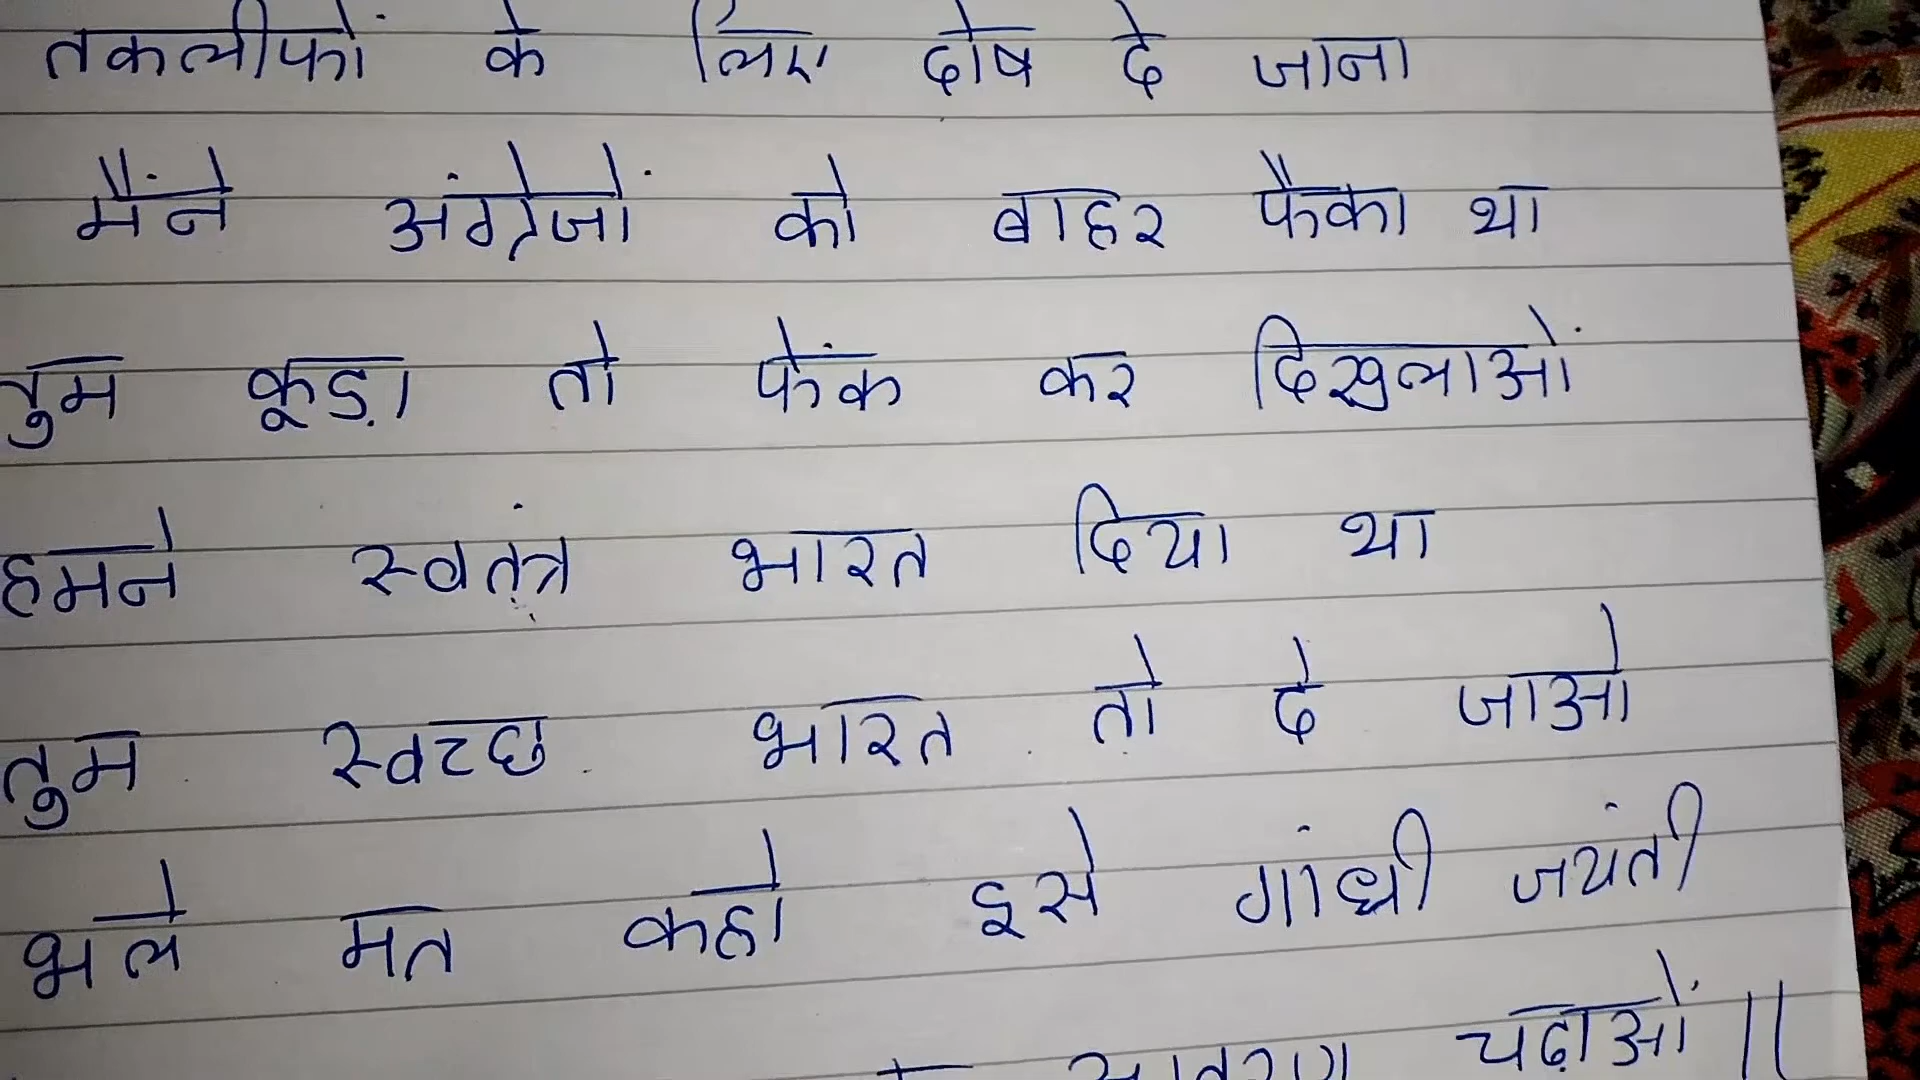 तकलीफों के लिए दोष दे जाना
मैंने अंग्रेजों को बाहर फैका था
तुम कूड़ा तो फेंक कर दिखलाओं
हमने स्वतंत्र भारत दिया था
तुम स्वच्छ भारत तो दे जाओ
भले मत कहो इसे गांधी जयंती
चढ़ाओं ||